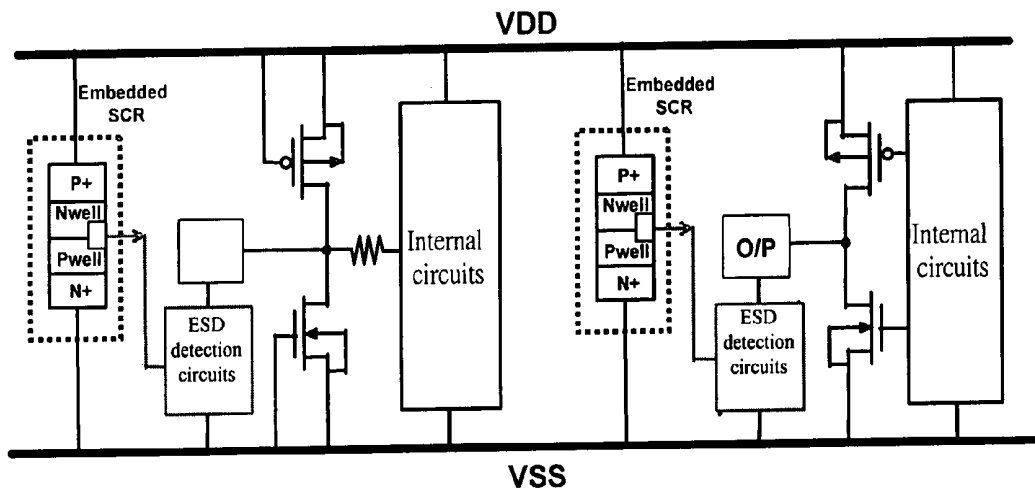 VDD
Embedded
SCR
P+
Nwell
Pwell
N+
ESD
detection
circuits
Internal
circuits
Embedded
SCR
P+
Nwell
Pwell
N+
O/P
ESD
detection
circuits
Internal
circuits
VSS